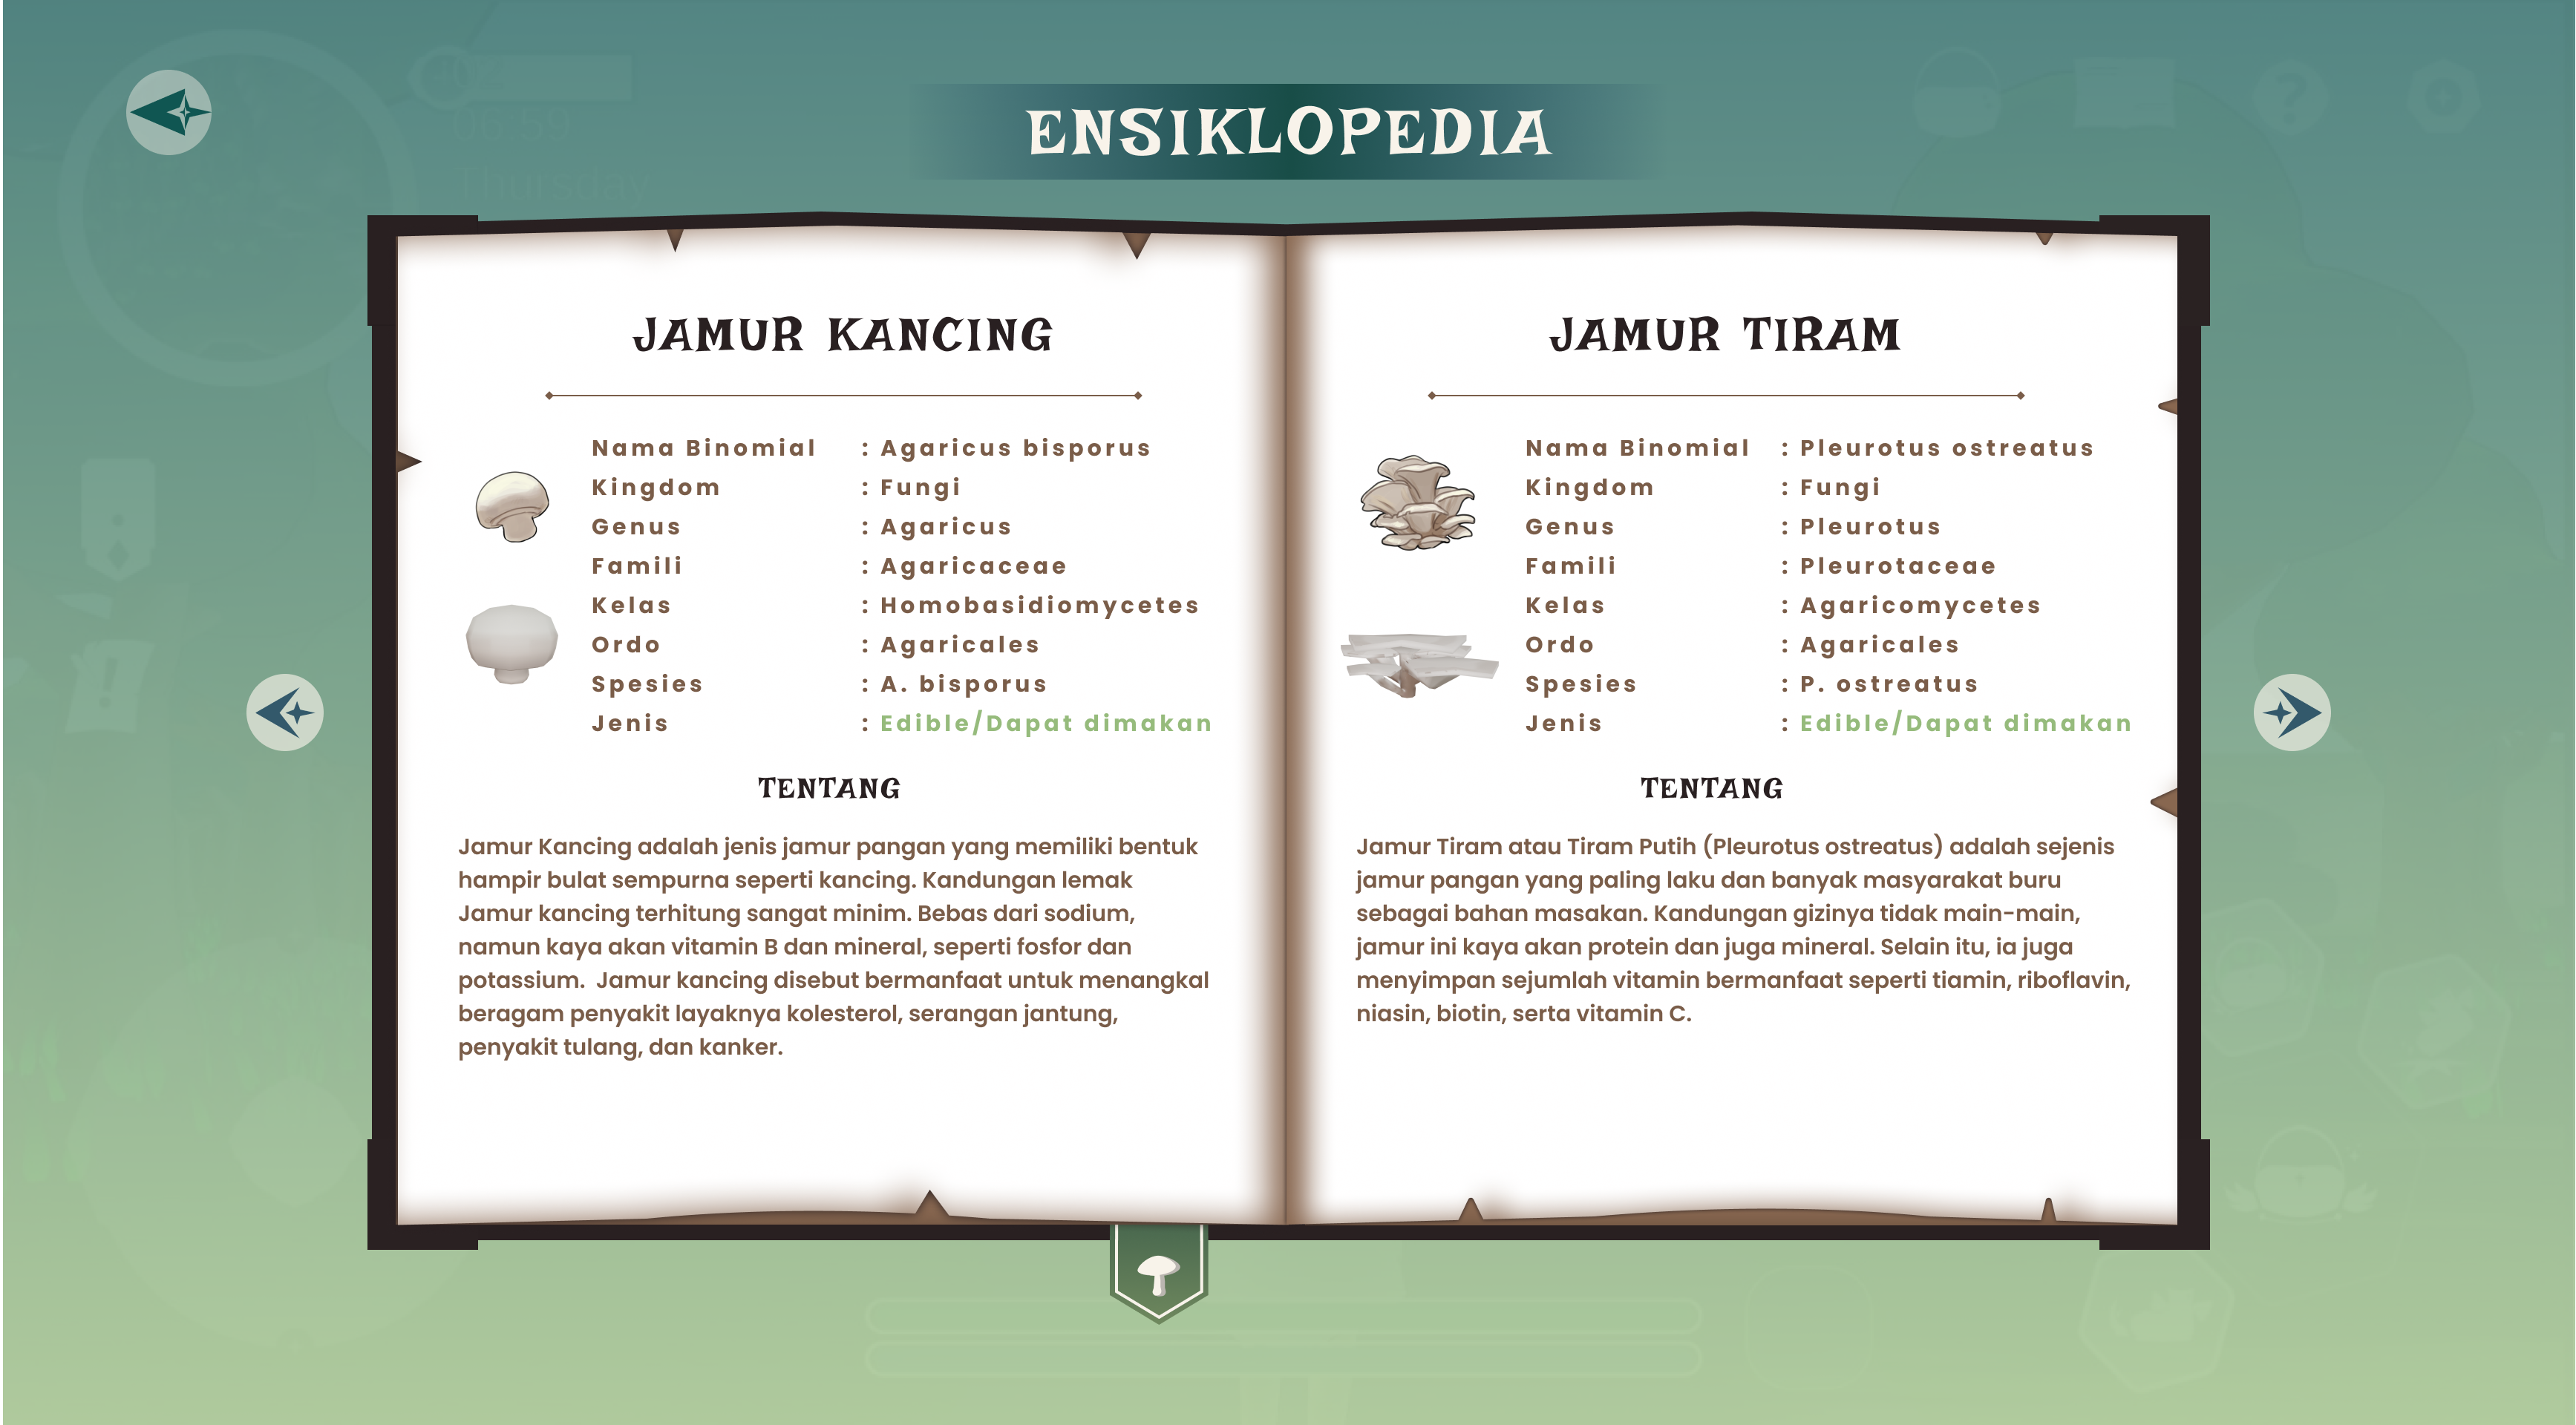 06:59
Thursday
ENSIKLOPEDIA
JAMUR KANCING
Nama Binomial : Agaricus bisporus
Kingdom : Fungi
Genus : Agaricus
Famili : Agaricaceae
Kelas : Homobasidiomycetes
Ordo : Agaricales
Spesies : A. bisporus
Jenis : Edible/Dapat dimakan
TENTANG
Jamur Kancing adalah jenis jamur pangan yang memiliki bentuk
hampir bulat sempurna seperti kancing. Kandungan lemak
Jamur kancing terhitung sangat minim. Bebas dari sodium,
namun kaya akan vitamin B dan mineral, seperti fosfor dan
potassium.  Jamur kancing disebut bermanfaat untuk menangkal
beragam penyakit layaknya kolesterol, serangan jantung,
penyakit tulang, dan kanker.
JAMUR TIRAM
Nama Binomial : Pleurotus ostreatus
Kingdom : Fungi
Genus : Pleurotus
Famili : Pleurotaceae
Kelas : Agaricomycetes
Ordo : Agaricales
Spesies : P. ostreatus
Jenis : Edible/Dapat dimakan
TENTANG
Jamur Tiram atau Tiram Putih (Pleurotus ostreatus) adalah sejenis
jamur pangan yang paling laku dan banyak masyarakat buru
sebagai bahan masakan. Kandungan gizinya tidak main-main,
jamur ini kaya akan protein dan juga mineral. Selain itu, ia juga
menyimpan sejumlah vitamin bermanfaat seperti tiamin, riboflavin,
niasin, biotin, serta vitamin C.